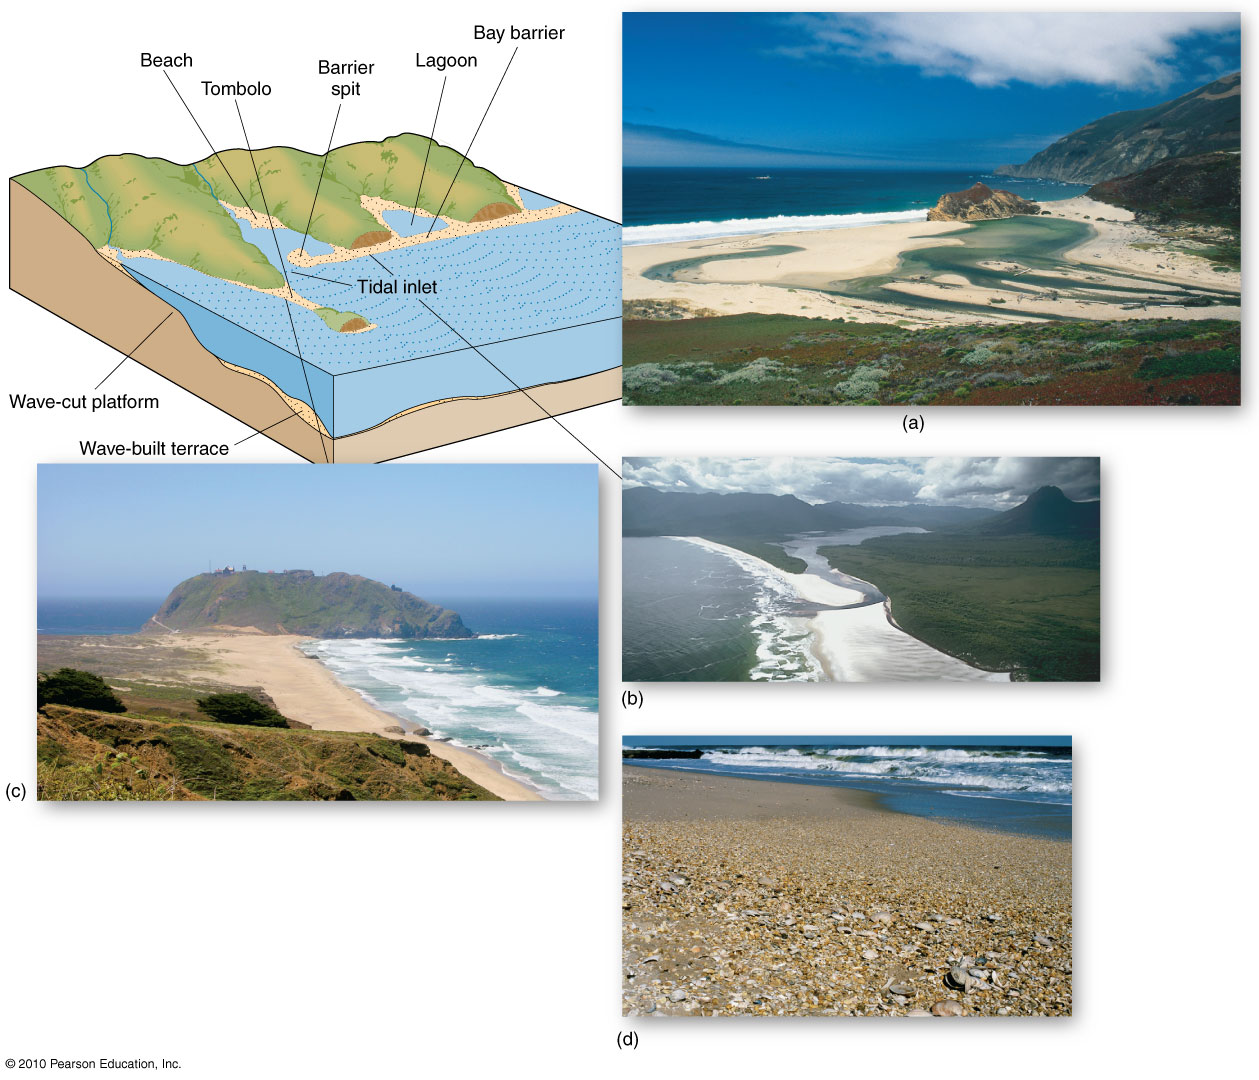 Bay barrier
Beach
Barrier
spit
Lagoon
Tombolo
Tidal inlet
Wave-cut platform
Wave-built terrace
(a)
(b)
(c)
(d)
© 2010 Pearson Education, Inc.